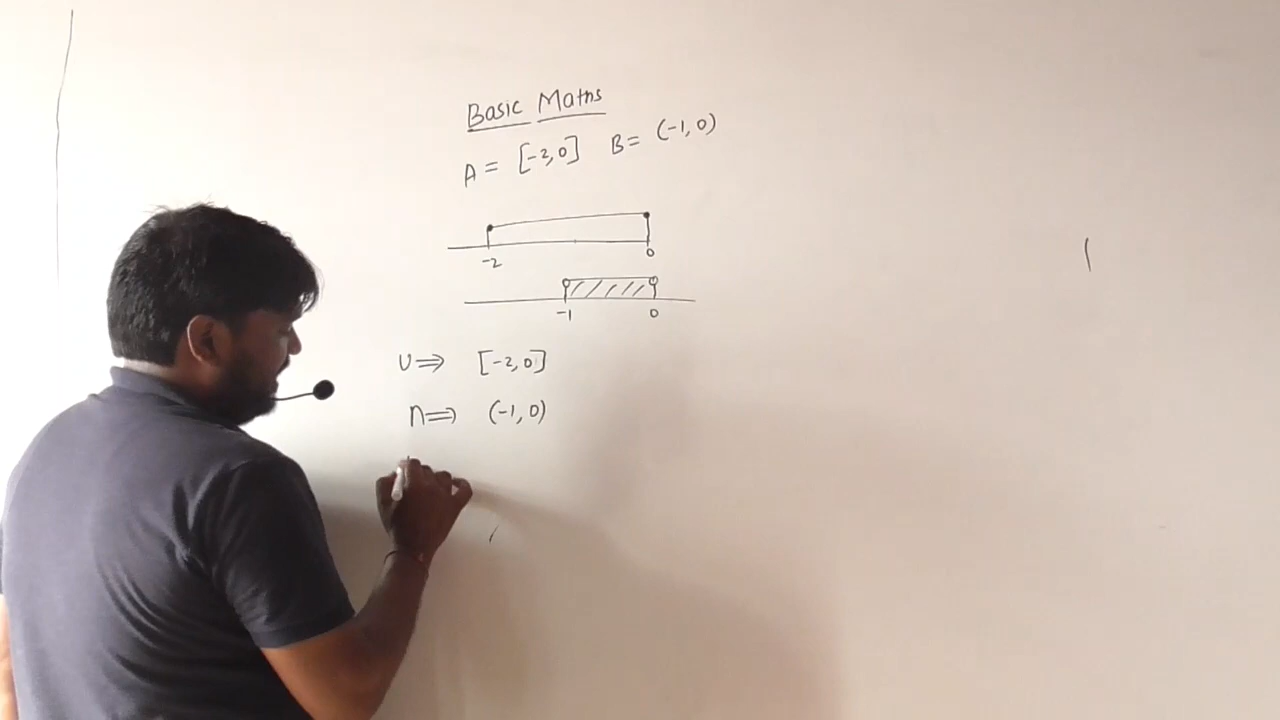 Basic Maths
A = [-2, 0] B = (-1, 0)
-2 0
-1 0
∪ ⇒ [-2, 0]
∩ ⇒ (-1, 0)